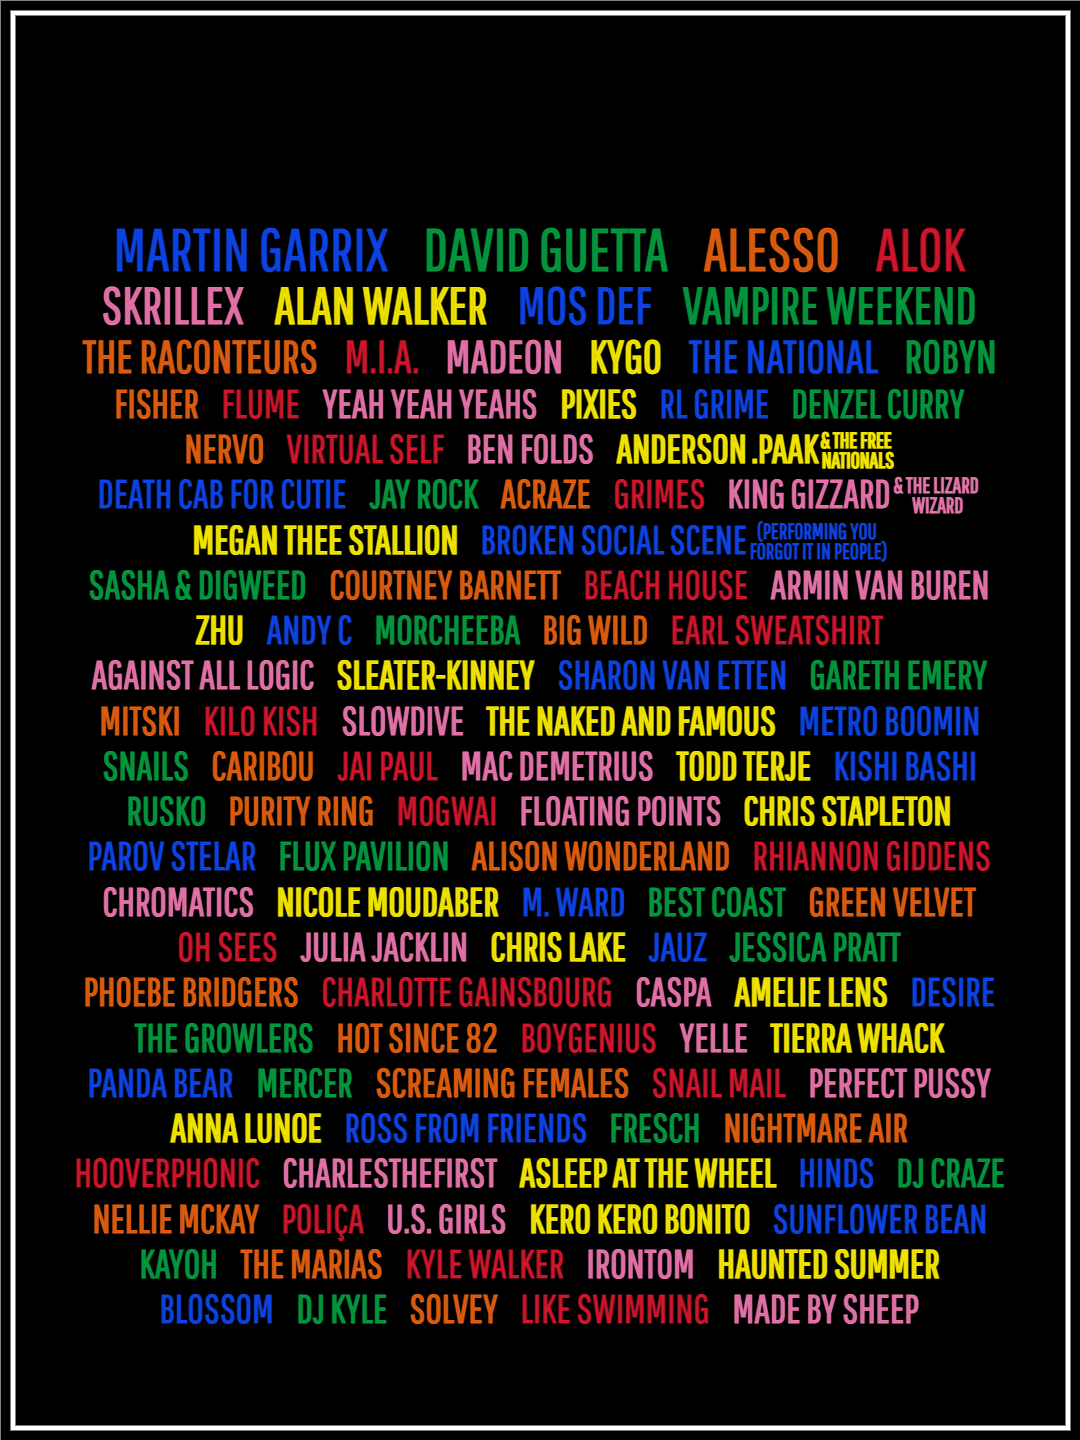 MARTIN GARRIX DAVID GUETTA ALESSO ALOK
SKRILLEX ALAN WALKER MOS DEF VAMPIRE WEEKEND
THE RACONTEURS M.I.A. MADEON KYGO THE NATIONAL ROBYN
FISHER FLUME YEAH YEAH YEAHS PIXIES RL GRIME DENZEL CURRY
NERVO VIRTUAL SELF BEN FOLDS ANDERSON .PAAK & THE FREE NATIONALS
DEATH CAB FOR CUTIE JAY ROCK ACRAZE GRIMES KING GIZZARD & THE LIZARD WIZARD
MEGAN THEE STALLION BROKEN SOCIAL SCENE (PERFORMING YOU FORGOT IT IN PEOPLE)
SASHA & DIGWEED COURTNEY BARNETT BEACH HOUSE ARMIN VAN BUREN
ZHU ANDY C MORCHEEBA BIG WILD EARL SWEATSHIRT
AGAINST ALL LOGIC SLEATER-KINNEY SHARON VAN ETTEN GARETH EMERY
MITSKI KILO KISH SLOWDIVE THE NAKED AND FAMOUS METRO BOOMIN
SNAILS CARIBOU JAI PAUL MAC DEMETRIUS TODD TERJE KISHI BASHI
RUSKO PURITY RING MOGWAI FLOATING POINTS CHRIS STAPLETON
PAROV STELAR FLUX PAVILION ALISON WONDERLAND RHIANNON GIDDENS
CHROMATICS NICOLE MOUDABER M. WARD BEST COAST GREEN VELVET
OH SEES JULIA JACKLIN CHRIS LAKE JAUZ JESSICA PRATT
PHOEBE BRIDGERS CHARLOTTE GAINSBOURG CASPA AMELIE LENS DESIRE
THE GROWLERS HOT SINCE 82 BOYGENIUS YELLE TIERRA WHACK
PANDA BEAR MERCER SCREAMING FEMALES SNAIL MAIL PERFECT PUSSY
ANNA LUNOE ROSS FROM FRIENDS FRESCH NIGHTMARE AIR
HOOVERPHONIC CHARLESTHEFIRST ASLEEP AT THE WHEEL HINDS DJ CRAZE
NELLIE MCKAY POLIÇA U.S. GIRLS KERO KERO BONITO SUNFLOWER BEAN
KAYOH THE MARIAS KYLE WALKER IRONTOM HAUNTED SUMMER
BLOSSOM DJ KYLE SOLVEY LIKE SWIMMING MADE BY SHEEP